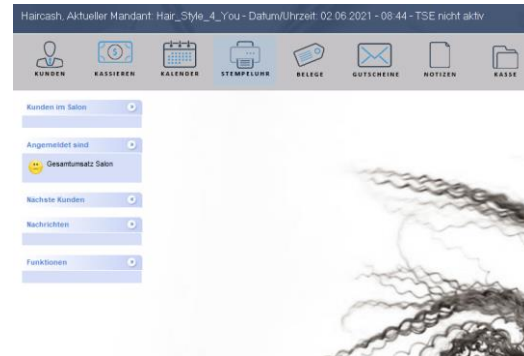 Haircash, Aktueller Mandant: Hair_Style_4_You - Datum/Uhrzeit: 02.06.2021 - 08:44 - TSE nicht aktiv
KUNDEN KASSIEREN KALENDER STEMPELUHR BELEGE GUTSCHEINE NOTIZEN KASSE
Kunden im Salon
Angemeldet sind
Gesamtumsatz Salon
Nächste Kunden
Nachrichten
Funktionen